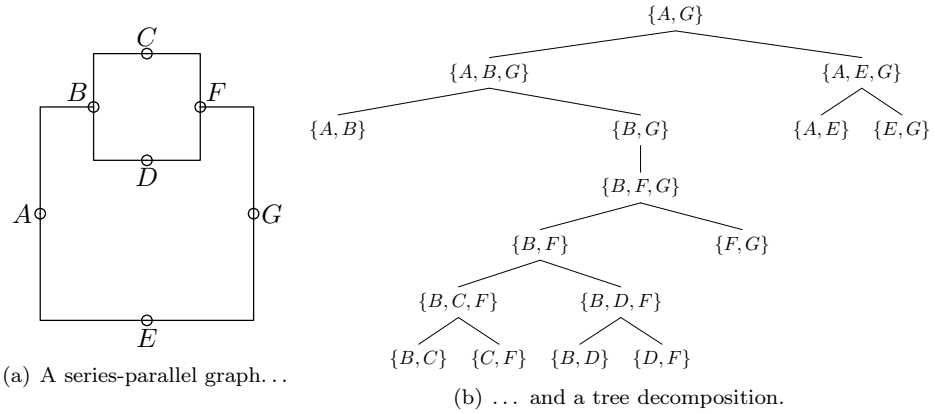 C
B
F
D
A
G
E
(a) A series-parallel graph. . .
{A, G}
{A, B, G} {A, E, G}
{A, B} {B, G} {A, E} {E, G}
{B, F, G}
{B, F} {F, G}
{B, C, F} {B, D, F}
{B, C} {C, F} {B, D} {D, F}
(b) . . . and a tree decomposition.